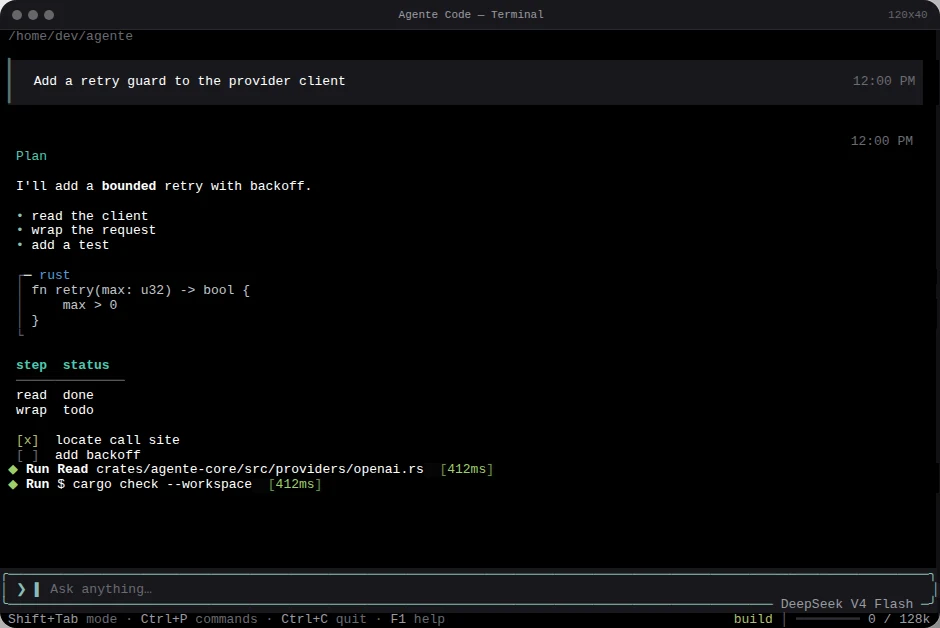 Agente Code — Terminal 120x40
/home/dev/agente
Add a retry guard to the provider client 12:00 PM
12:00 PM
Plan
I'll add a bounded retry with backoff.
• read the client
• wrap the request
• add a test
rust
fn retry(max: u32) -> bool {
max > 0
}
step status
read done
wrap todo
[x] locate call site
[ ] add backoff
◆ Run Read crates/agente-core/src/providers/openai.rs [412ms]
◆ Run $ cargo check --workspace [412ms]
❯ Ask anything…
DeepSeek V4 Flash
Shift+Tab mode · Ctrl+P commands · Ctrl+C quit · F1 help build │ 0 / 128k